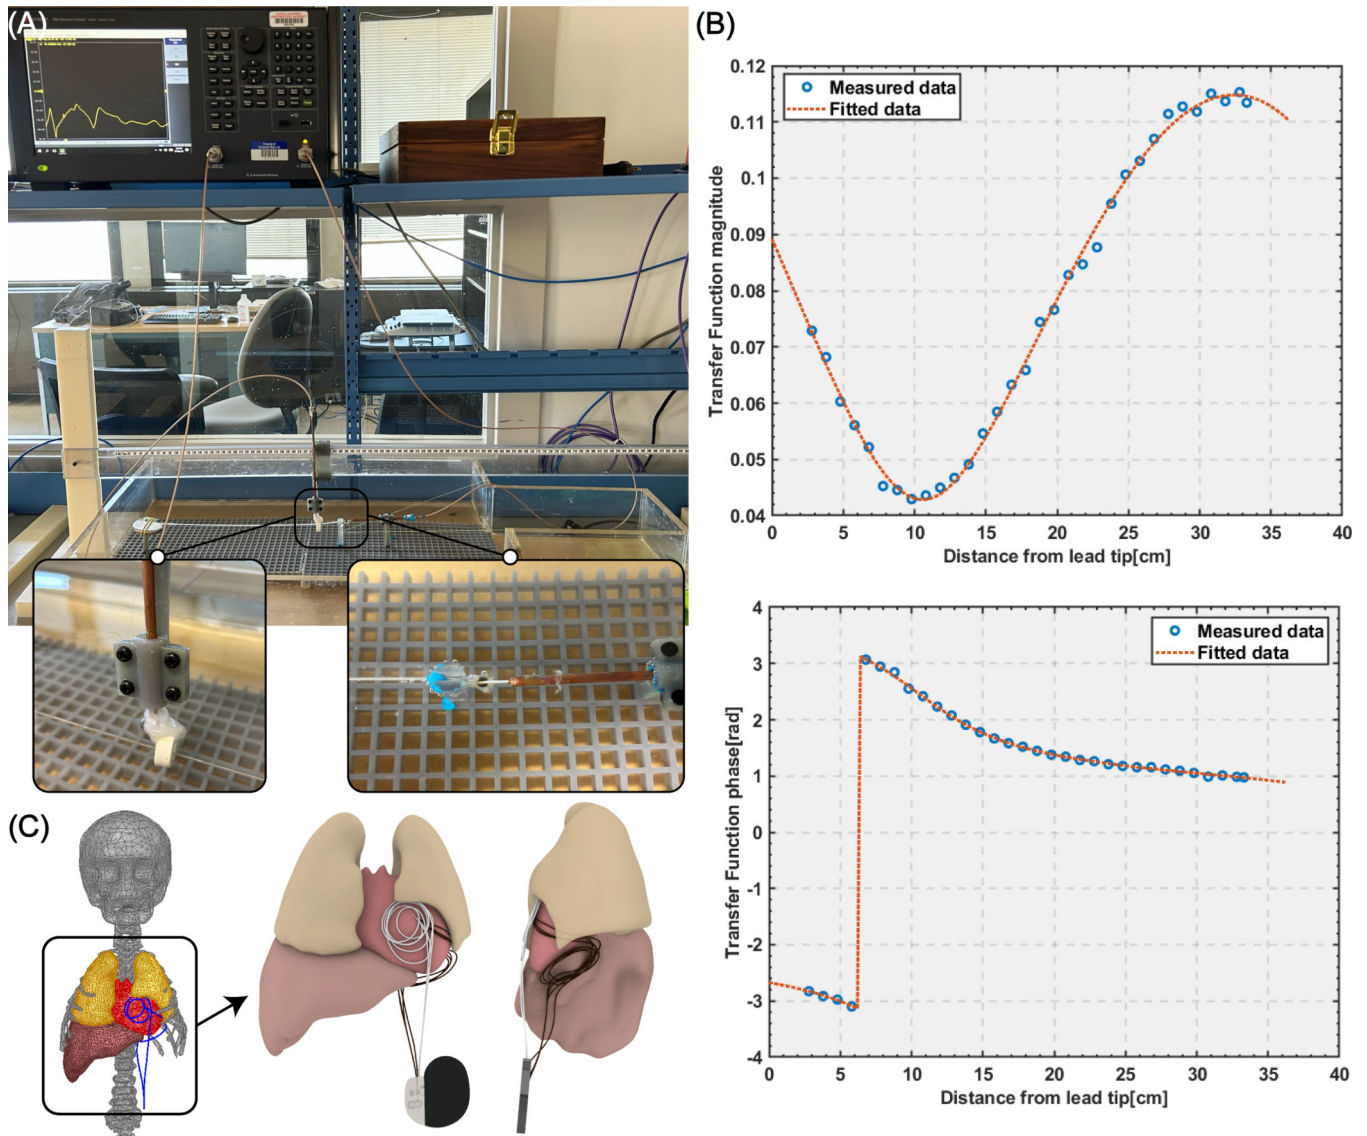 (A)
(B)
0.12
0.11
0.1
0.09
0.08
0.07
0.06
0.05
0.04
Transfer Function magnitude
Measured data
Fitted data
0 5 10 15 20 25 30 35 40
Distance from lead tip[cm]
4
3
2
1
0
-1
-2
-3
-4
Transfer Function phase[rad]
Measured data
Fitted data
0 5 10 15 20 25 30 35 40
Distance from lead tip[cm]
(C)